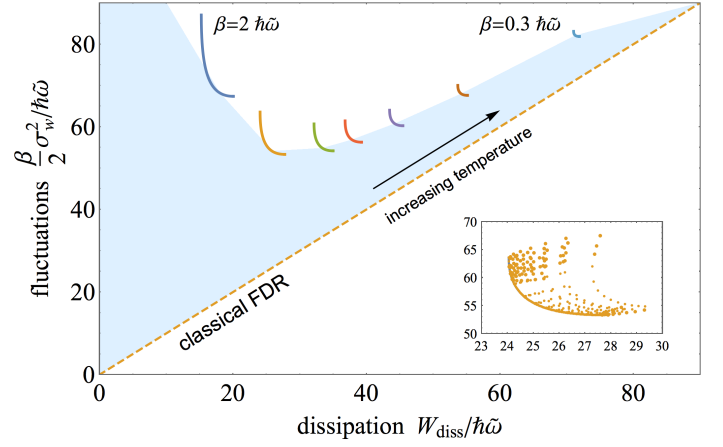 β=2 ℏω̃
β=0.3 ℏω̃
80
60
40
20
0
fluctuations β/2 σ_w^2/ℏω̃
classical FDR
increasing temperature
70
65
60
55
50
23 24 25 26 27 28 29 30
0 20 40 60 80
dissipation W_diss/ℏω̃